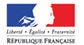 Liberté • Égalité • Fraternité
RÉPUBLIQUE FRANÇAISE